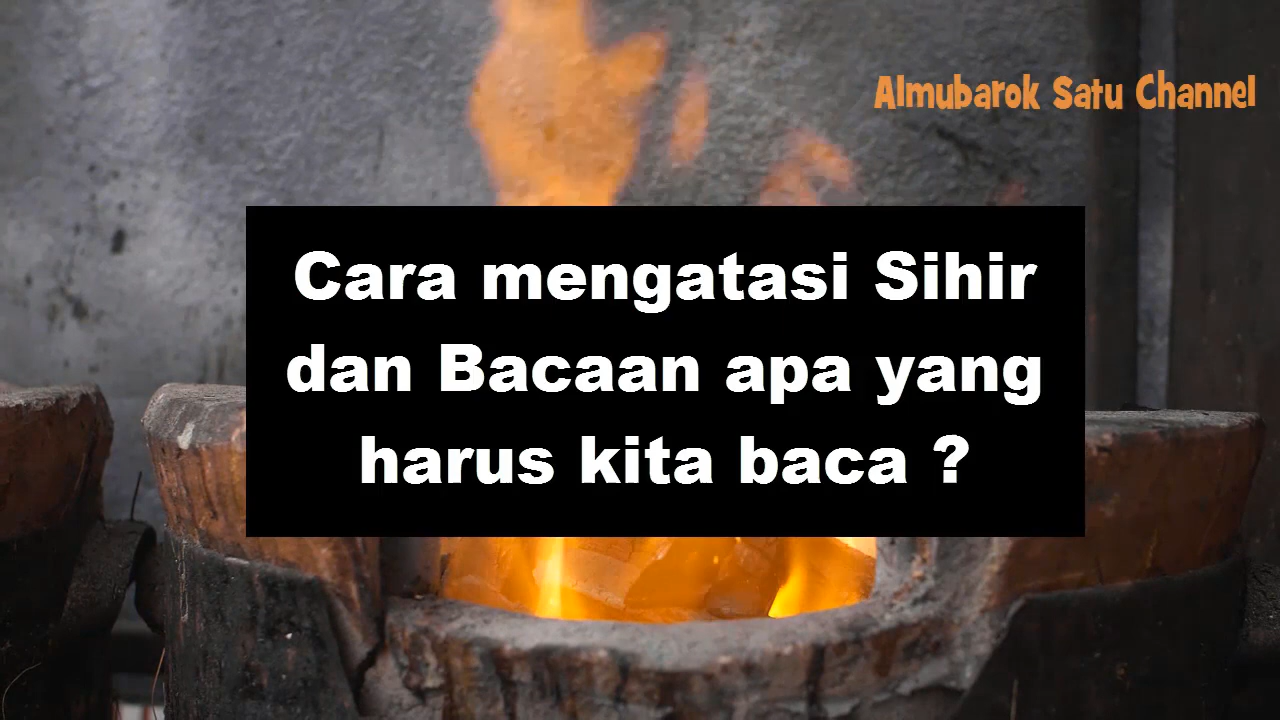 Almubarok Satu Channel
Cara mengatasi Sihir
dan Bacaan apa yang
harus kita baca ?